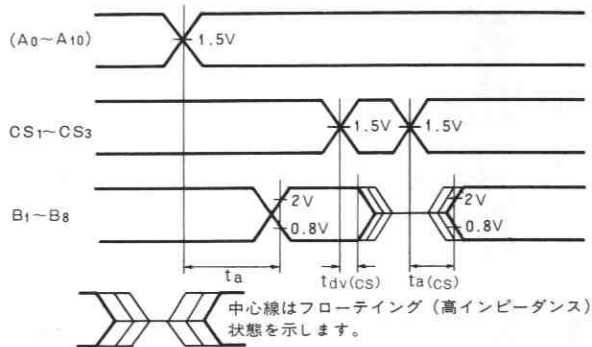 (A0~A10)
1.5V
CS1~CS3
1.5V
1.5V
B1~B8
2V
0.8V
2V
0.8V
ta
tdv(CS)
ta(CS)
中心線はフローテイング(高インピーダンス)
状態を示します。